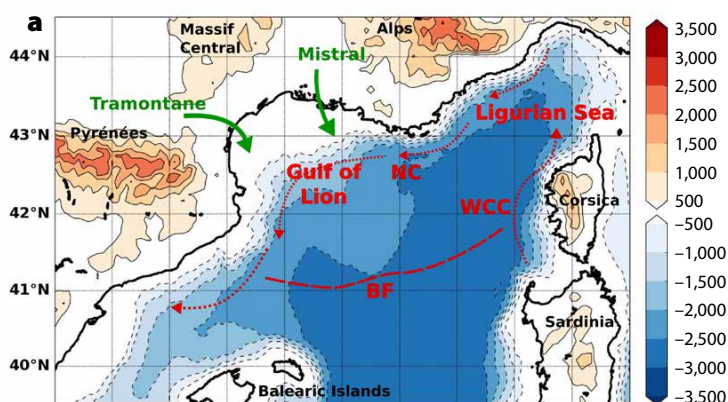 a
Massif
Central
Alps
Mistral
Tramontane
Pyrénées
Ligurian Sea
Gulf of
Lion
NC
WCC
Corsica
BF
Sardinia
Balearic Islands
44°N
43°N
42°N
41°N
40°N
3,500
3,000
2,500
2,000
1,500
1,000
500
−500
−1,000
−1,500
−2,000
−2,500
−3,000
−3,500